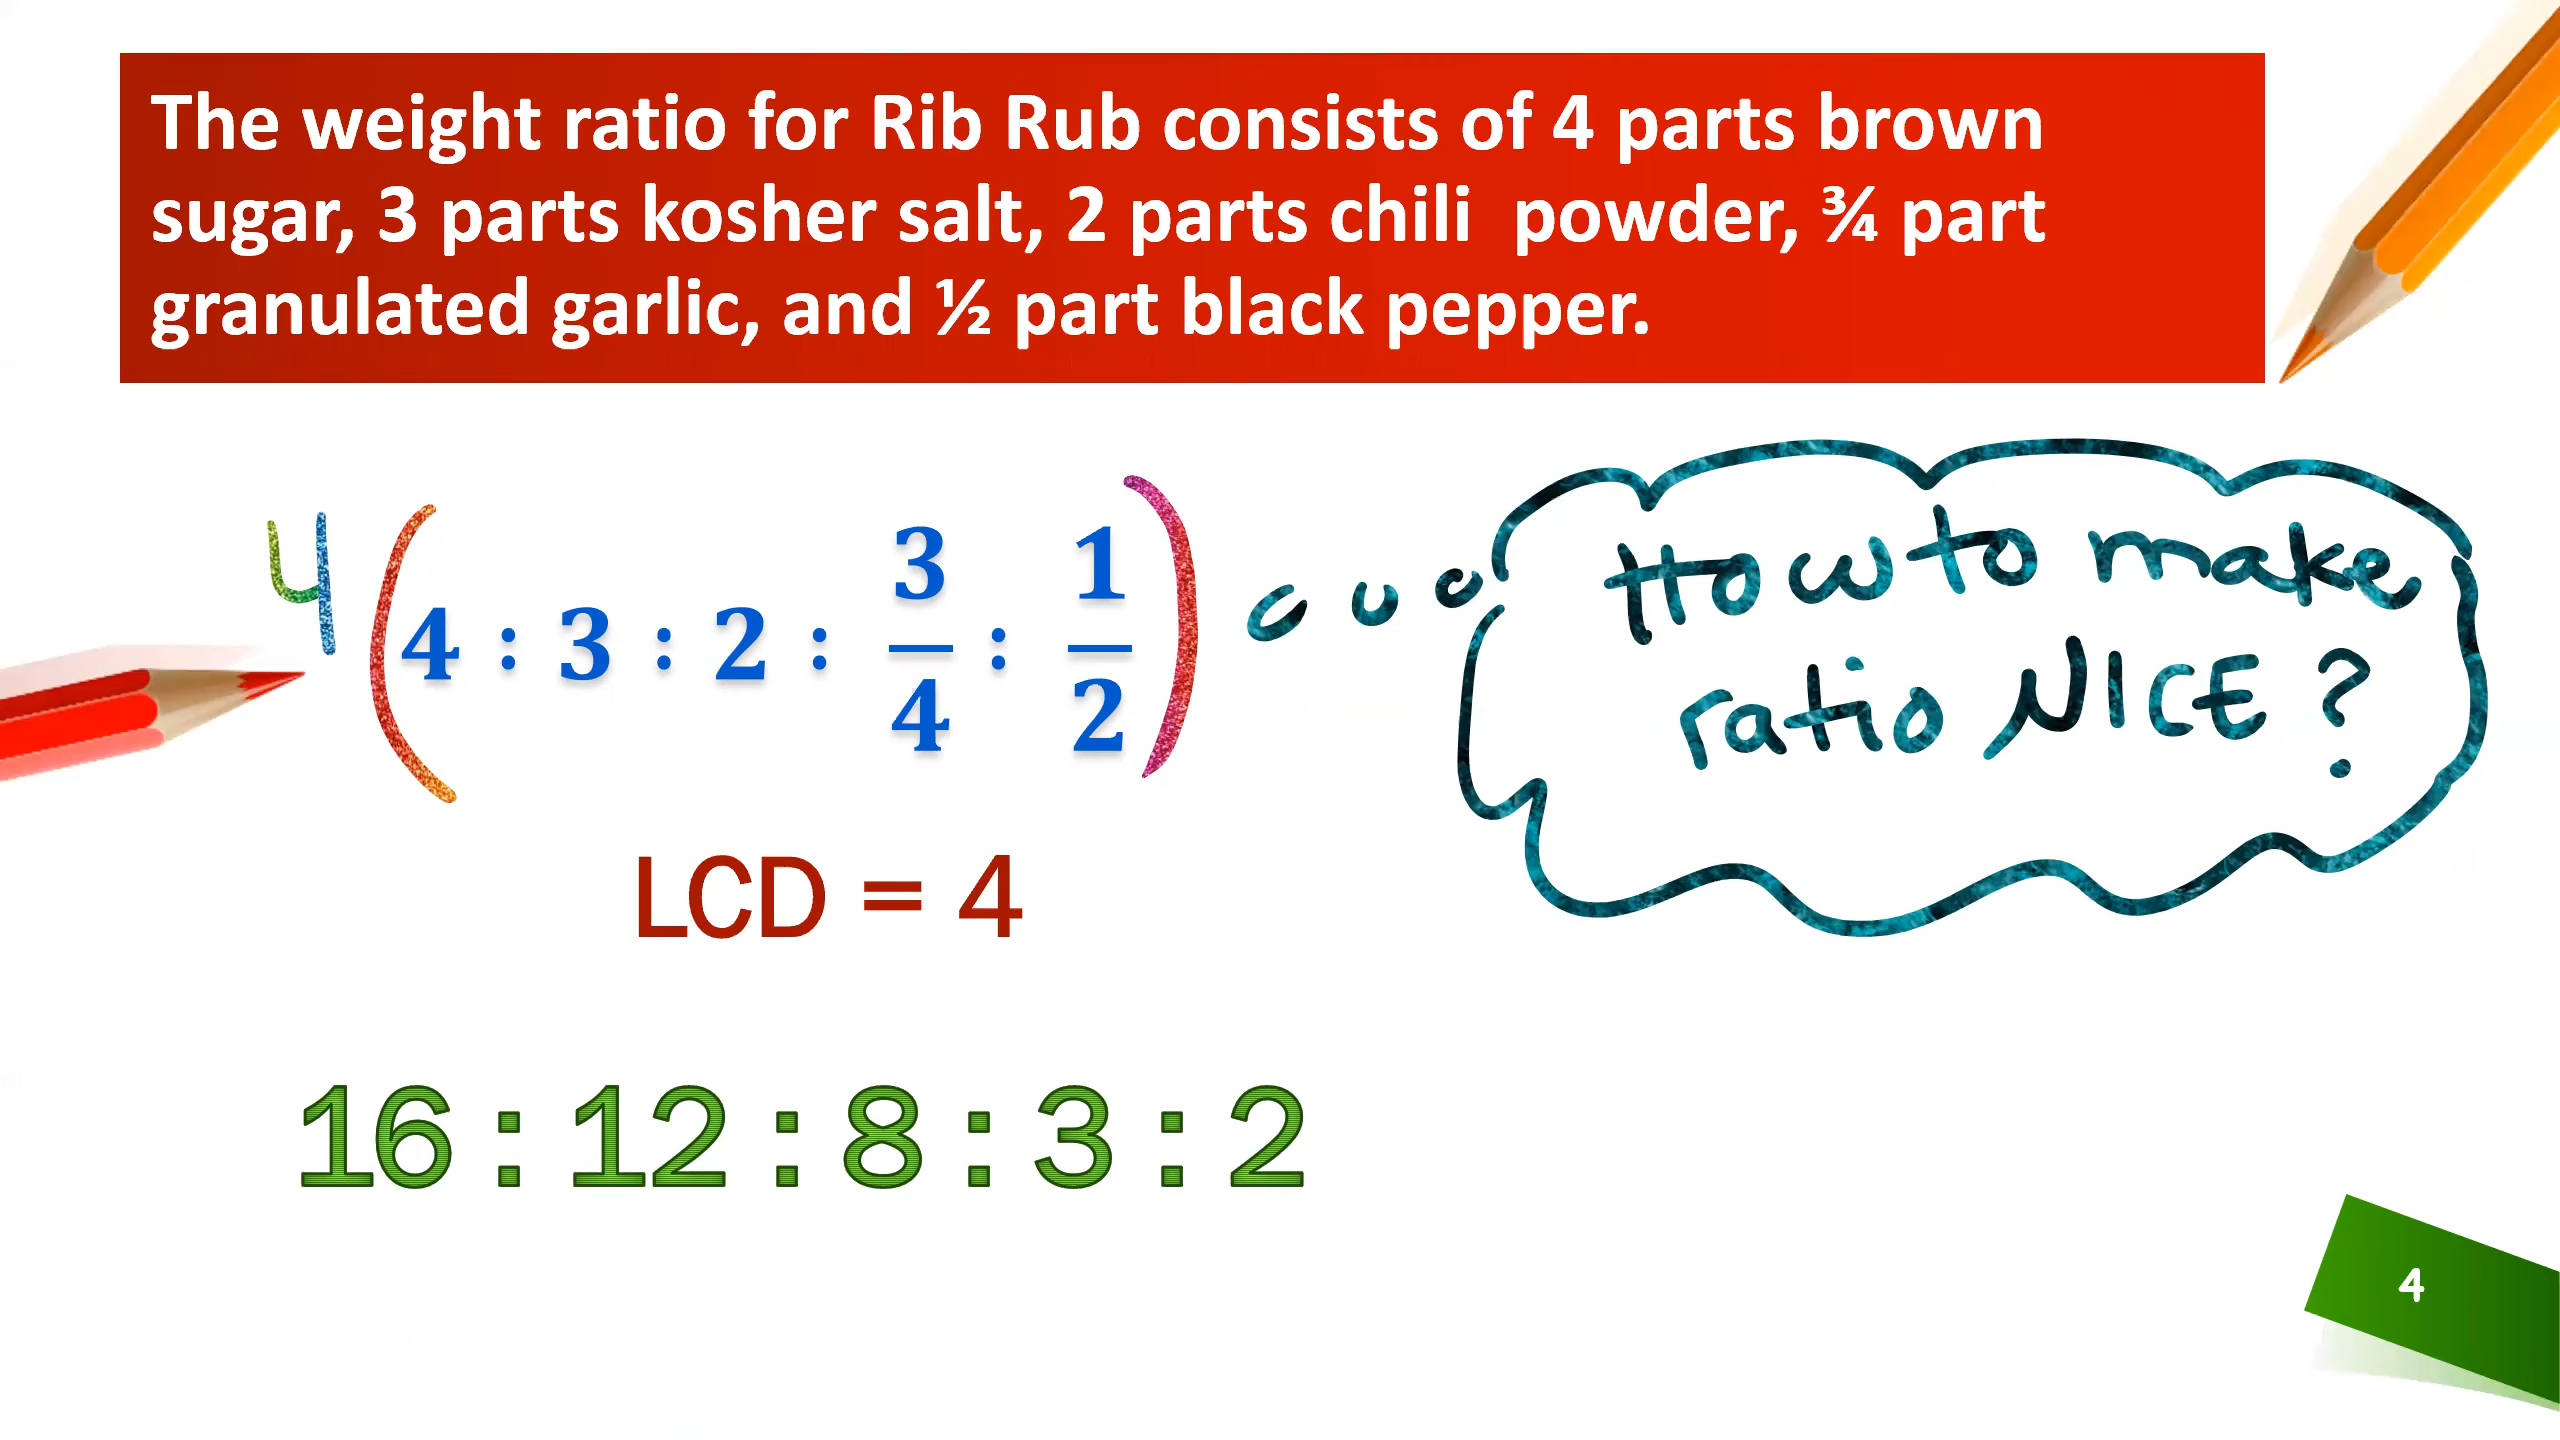 The weight ratio for Rib Rub consists of 4 parts brown
sugar, 3 parts kosher salt, 2 parts chili  powder, ¾ part
granulated garlic, and ½ part black pepper.
4 ( 4 : 3 : 2 : 3/4 : 1/2 )
How to make
ratio NICE ?
LCD = 4
16 : 12 : 8 : 3 : 2
4